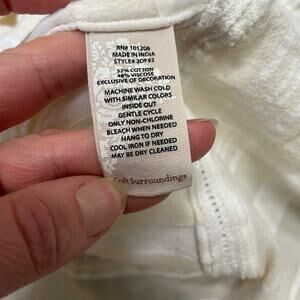 RN# 101206
MADE IN INDIA
STYLE# 2DF92
52% COTTON
48% VISCOSE
EXCLUSIVE OF DECORATION
MACHINE WASH COLD
WITH SIMILAR COLORS
INSIDE OUT
GENTLE CYCLE
ONLY NON-CHLORINE
BLEACH WHEN NEEDED
HANG TO DRY
COOL IRON IF NEEDED
MAY BE DRY CLEANED
Soft Surroundings